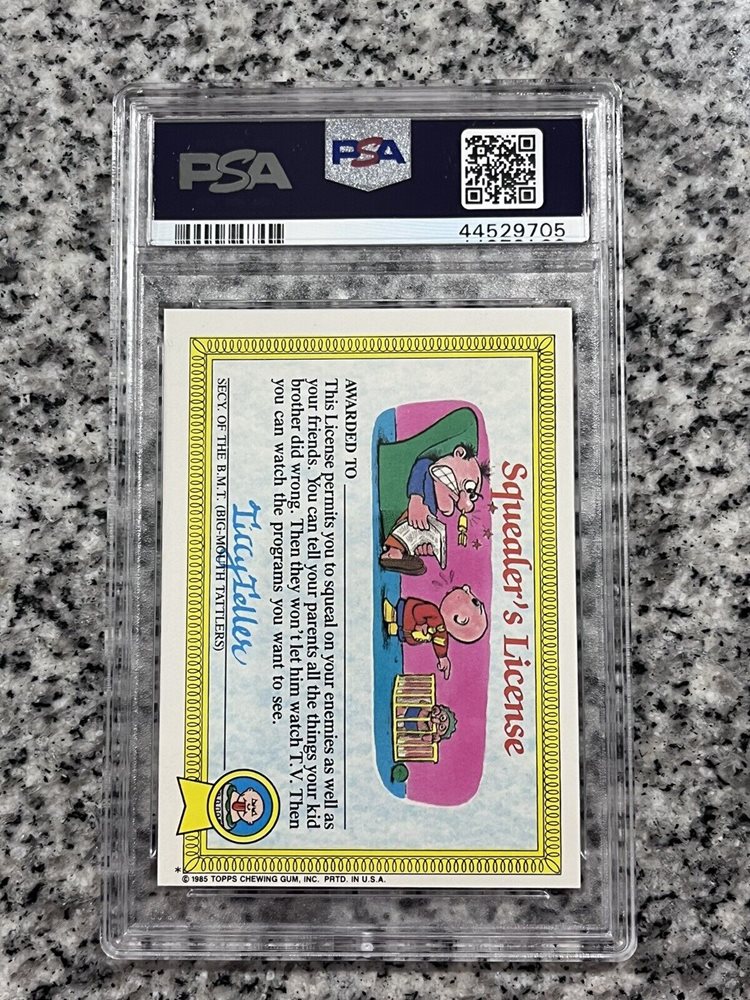 PSA
PSA
44529705
Squealer's License
AWARDED TO
This License permits you to squeal on your enemies as well as
your friends. You can tell your parents all the things your kid
brother did wrong. Then they won't let him watch T.V. Then
you can watch the programs you want to see.
Tilly Teller
SECY. OF THE B.M.T. (BIG-MOUTH TATTLERS)
* © 1985 TOPPS CHEWING GUM, INC. PRTD. IN U.S.A.